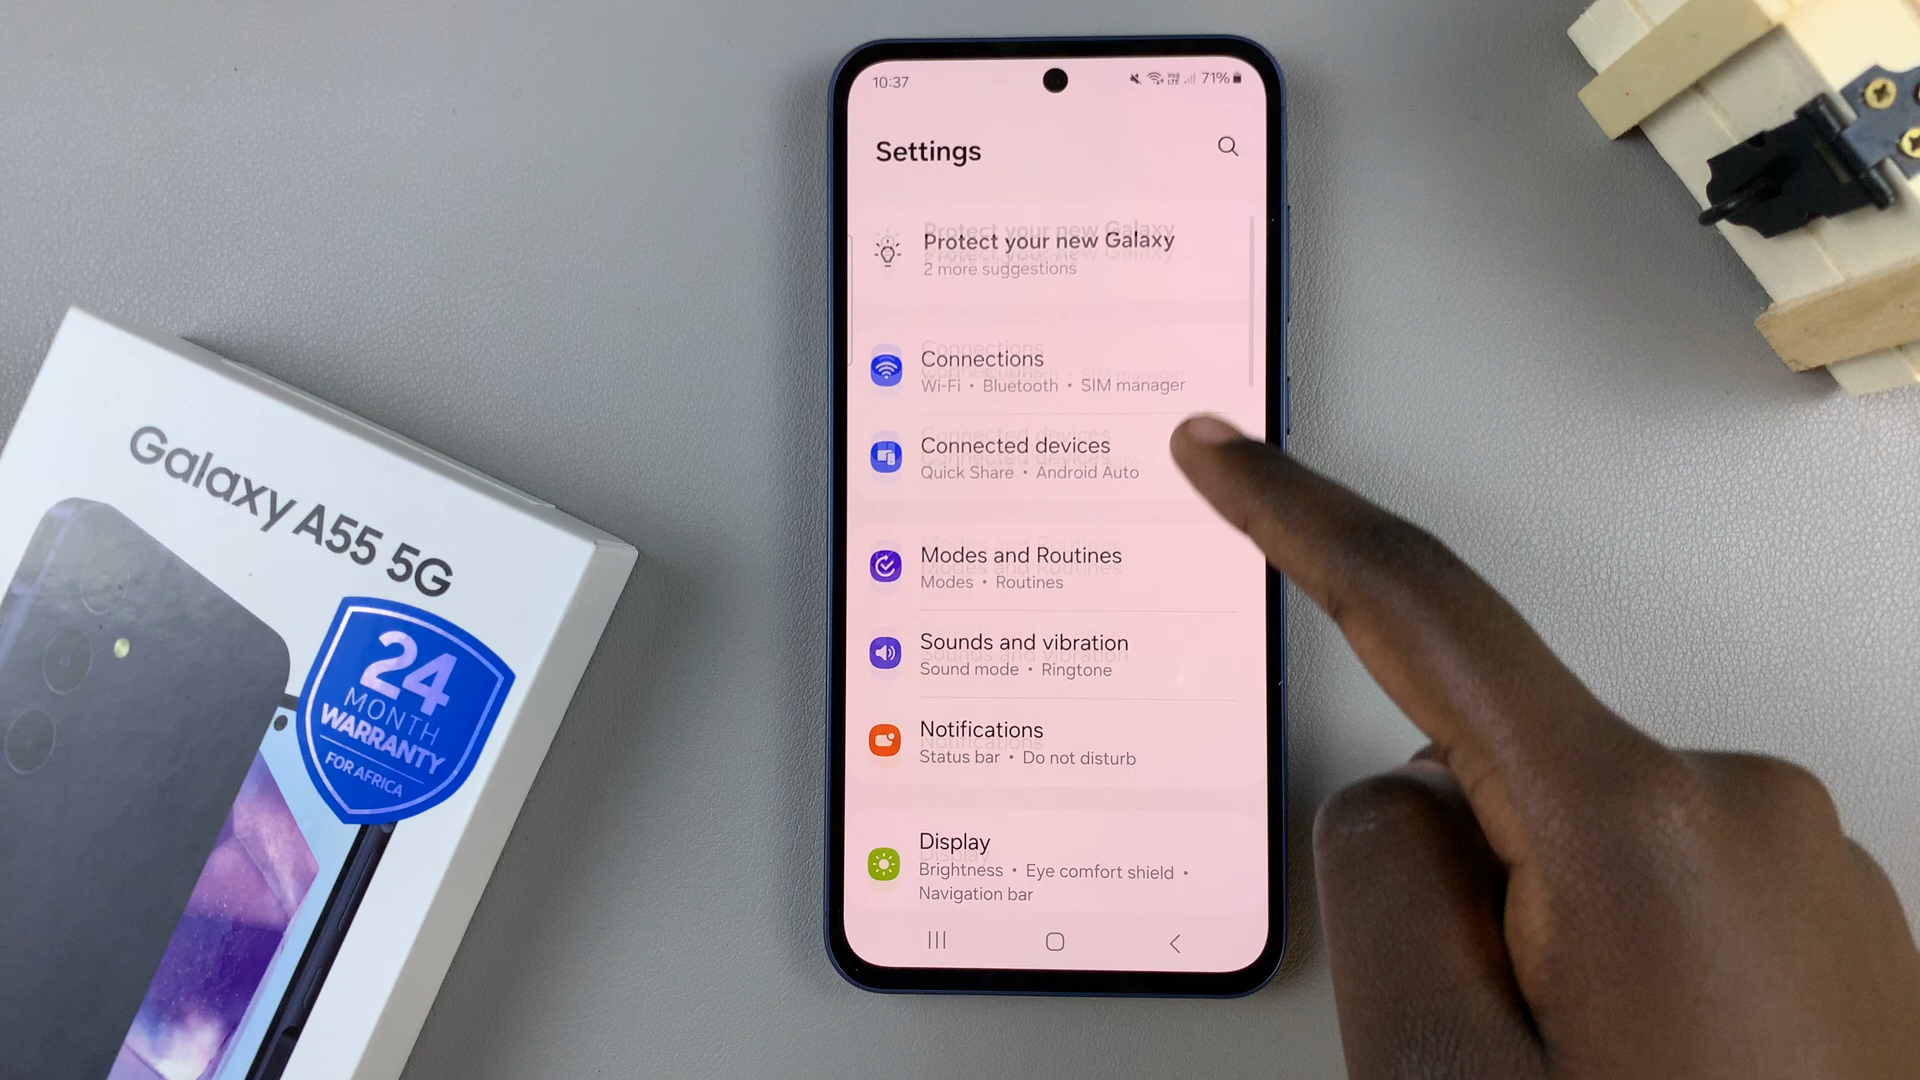 10:37
Vo) LTE 71%
Settings
Protect your new Galaxy
2 more suggestions
Connections
Wi-Fi • Bluetooth • SIM manager
Connected devices
Quick Share • Android Auto
Modes and Routines
Modes • Routines
Sounds and vibration
Sound mode • Ringtone
Notifications
Status bar • Do not disturb
Display
Brightness • Eye comfort shield •
Navigation bar
Galaxy A55 5G
24
MONTH
WARRANTY
FOR AFRICA